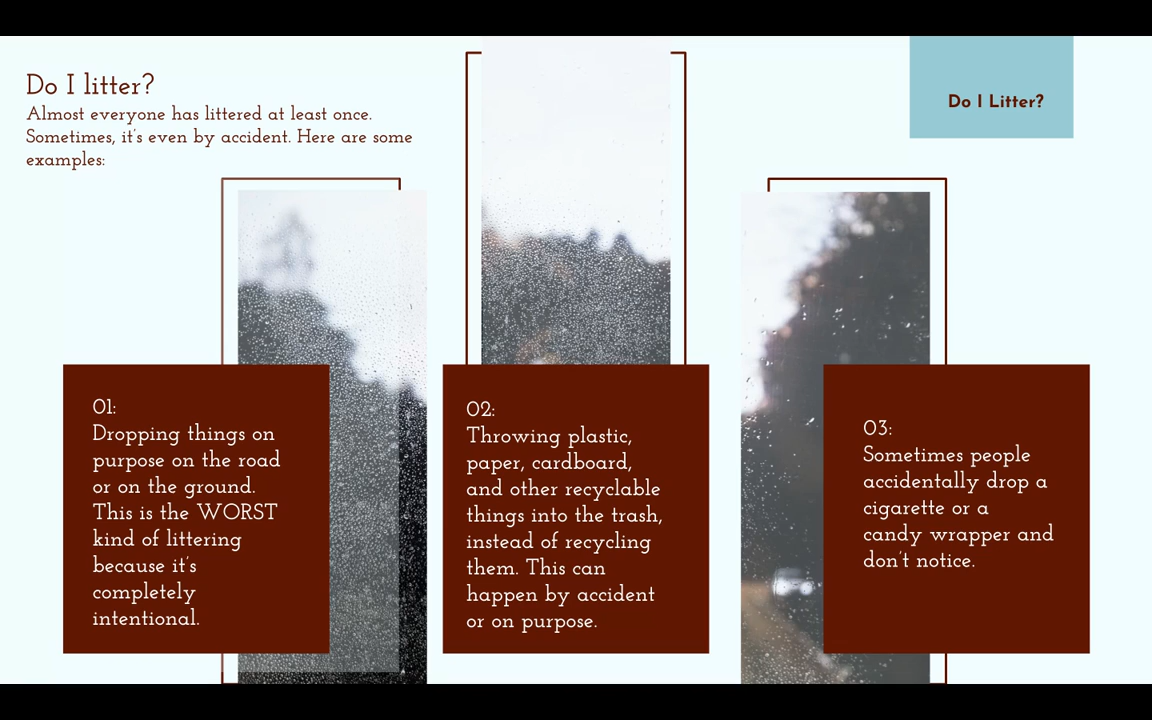 Do I litter?
Almost everyone has littered at least once.
Sometimes, it's even by accident. Here are some
examples:
Do I Litter?
01:
Dropping things on
purpose on the road
or on the ground.
This is the WORST
kind of littering
because it's
completely
intentional.
02:
Throwing plastic,
paper, cardboard,
and other recyclable
things into the trash,
instead of recycling
them. This can
happen by accident
or on purpose.
03:
Sometimes people
accidentally drop a
cigarette or a
candy wrapper and
don't notice.